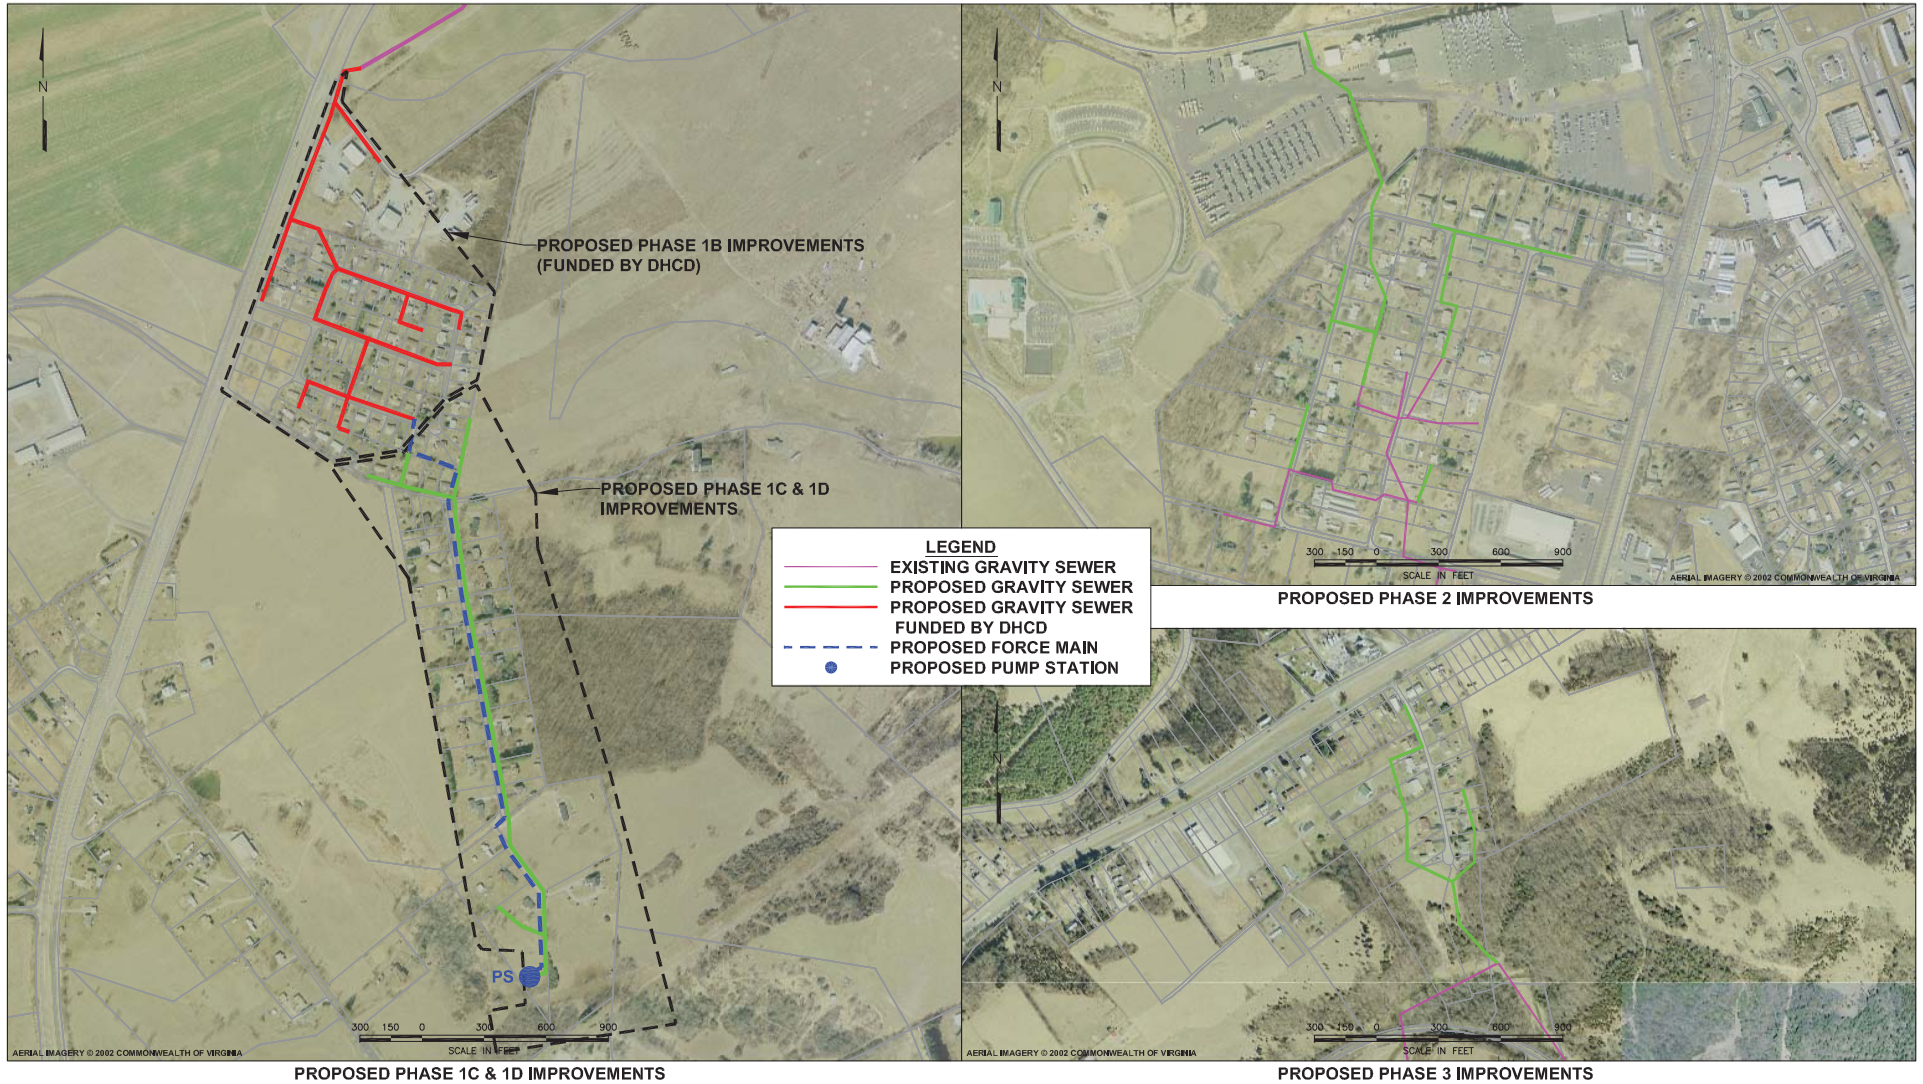 N
PROPOSED PHASE 1B IMPROVEMENTS
(FUNDED BY DHCD)
PROPOSED PHASE 1C & 1D
IMPROVEMENTS
PS
300 150 0 300 600 900
SCALE IN FEET
AERIAL IMAGERY © 2002 COMMONWEALTH OF VIRGINIA
PROPOSED PHASE 1C & 1D IMPROVEMENTS
LEGEND
EXISTING GRAVITY SEWER
PROPOSED GRAVITY SEWER
PROPOSED GRAVITY SEWER
FUNDED BY DHCD
PROPOSED FORCE MAIN
PROPOSED PUMP STATION
N
300 150 0 300 600 900
SCALE IN FEET
AERIAL IMAGERY © 2002 COMMONWEALTH OF VIRGINIA
PROPOSED PHASE 2 IMPROVEMENTS
N
300 150 0 300 600 900
SCALE IN FEET
AERIAL IMAGERY © 2002 COMMONWEALTH OF VIRGINIA
PROPOSED PHASE 3 IMPROVEMENTS